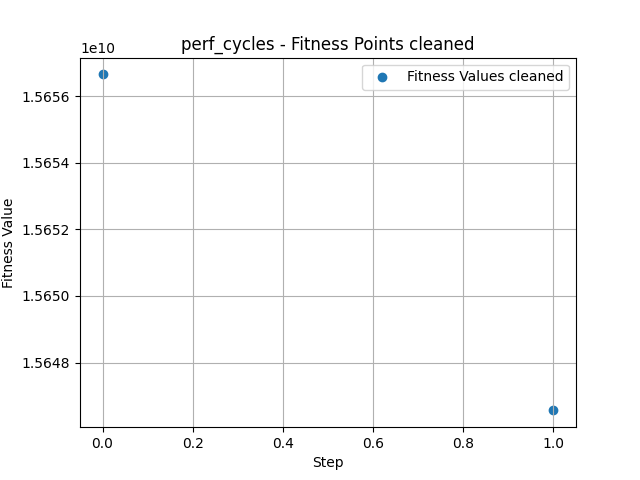 perf_cycles - Fitness Points cleaned
1e10
Fitness Values cleaned
1.5656
1.5654
1.5652
1.5650
1.5648
Fitness Value
0.0 0.2 0.4 0.6 0.8 1.0
Step